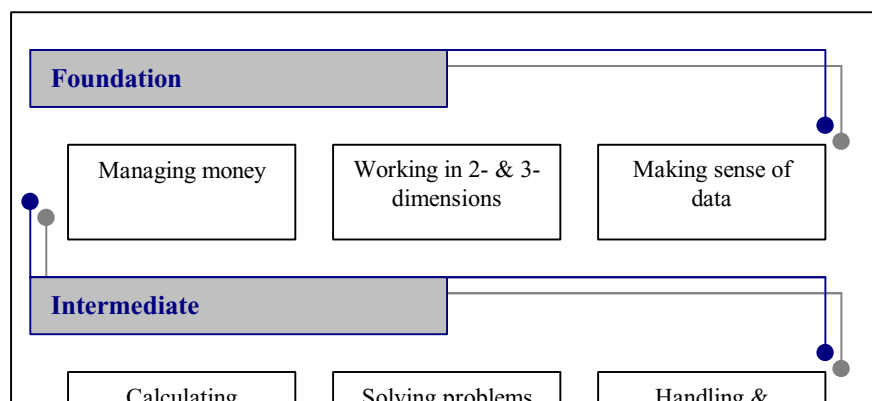 Foundation
Managing money
Working in 2- & 3-
dimensions
Making sense of
data
Intermediate
Calculating
Solving problems
Handling &